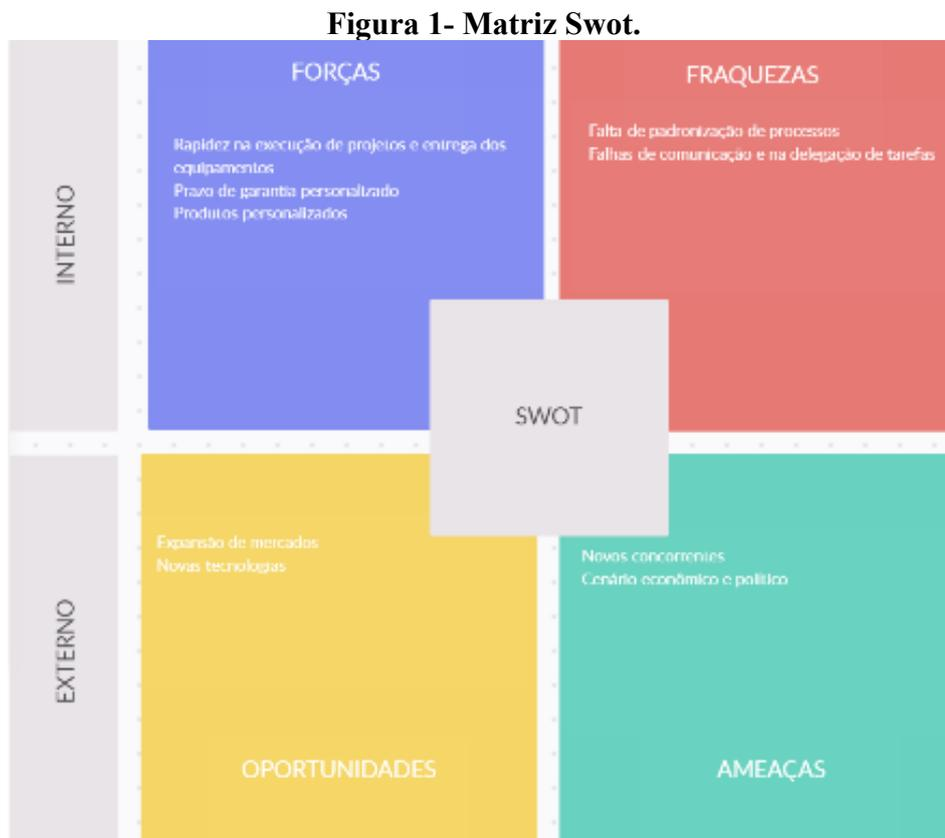 Figura 1- Matriz Swot.
FORÇAS
Rapidez na execução de projetos e entrega dos
equipamentos
Prazo de garantia personalizado
Produtos personalizados
FRAQUEZAS
Falta de padronização de processos
Falhas de comunicação e na delegação de tarefas
INTERNO
SWOT
EXTERNO
Expansão de mercados
Novas tecnologias
OPORTUNIDADES
Novos concorrentes
Cenário econômico e político
AMEAÇAS